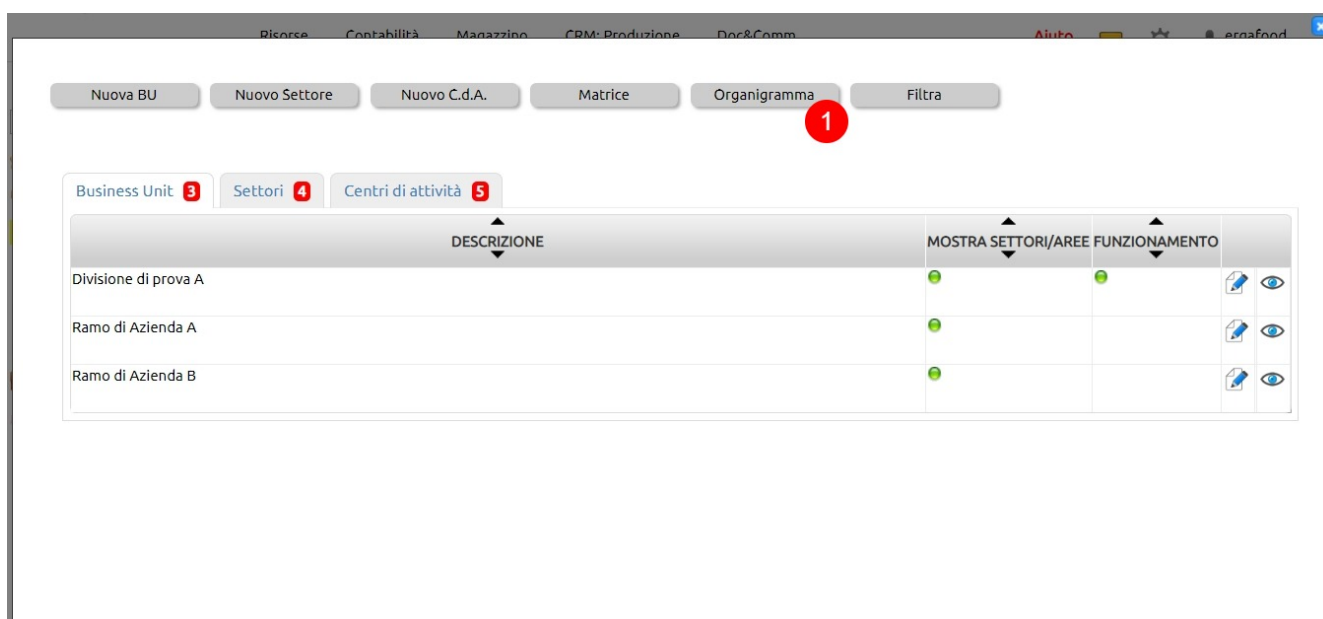 Risorse Contabilità Magazzino CRM: Produzione Doc&Comm Aiuto ergafood
Nuova BU Nuovo Settore Nuovo C.d.A. Matrice Organigramma Filtra
1
Business Unit 3 Settori 4 Centri di attività 5
DESCRIZIONE MOSTRA SETTORI/AREE FUNZIONAMENTO
Divisione di prova A
Ramo di Azienda A
Ramo di Azienda B